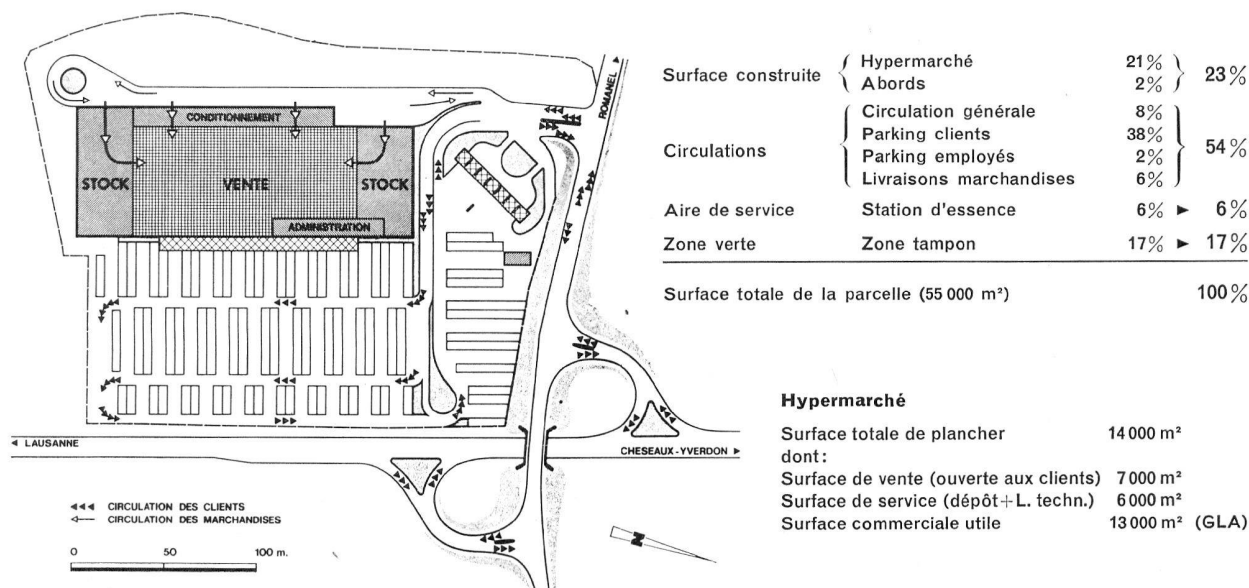 CONDITIONNEMENT
STOCK
VENTE
STOCK
ADMINISTRATION
ROMANEL
◄ LAUSANNE
CHESEAUX-YVERDON ►
CIRCULATION DES CLIENTS
CIRCULATION DES MARCHANDISES
0 50 100 m.
N
Surface construite { Hypermarché 21% } 23%
Abords 2%
Circulations { Circulation générale 8% } 54%
Parking clients 38%
Parking employés 2%
Livraisons marchandises 6%
Aire de service Station d'essence 6% ► 6%
Zone verte Zone tampon 17% ► 17%
Surface totale de la parcelle (55 000 m²) 100%
Hypermarché
Surface totale de plancher 14 000 m²
dont:
Surface de vente (ouverte aux clients) 7 000 m²
Surface de service (dépôt+L. techn.) 6 000 m²
Surface commerciale utile 13 000 m² (GLA)